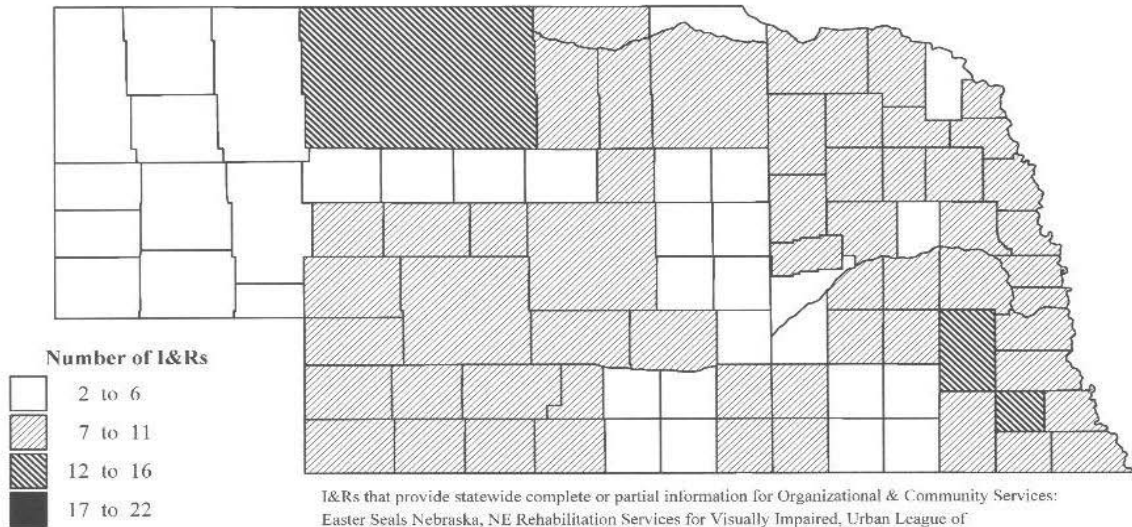 Number of I&Rs
2 to 6
7 to 11
12 to 16
17 to 22
I&Rs that provide statewide complete or partial information for Organizational & Community Services:
Easter Seals Nebraska, NE Rehabilitation Services for Visually Impaired, Urban League of